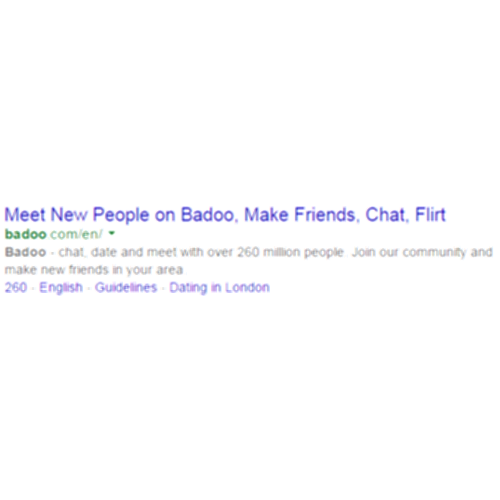 Meet New People on Badoo, Make Friends, Chat, Flirt
badoo.com/en/
Badoo - chat, date and meet with over 260 million people. Join our community and
make new friends in your area
260 - English - Guidelines - Dating in London